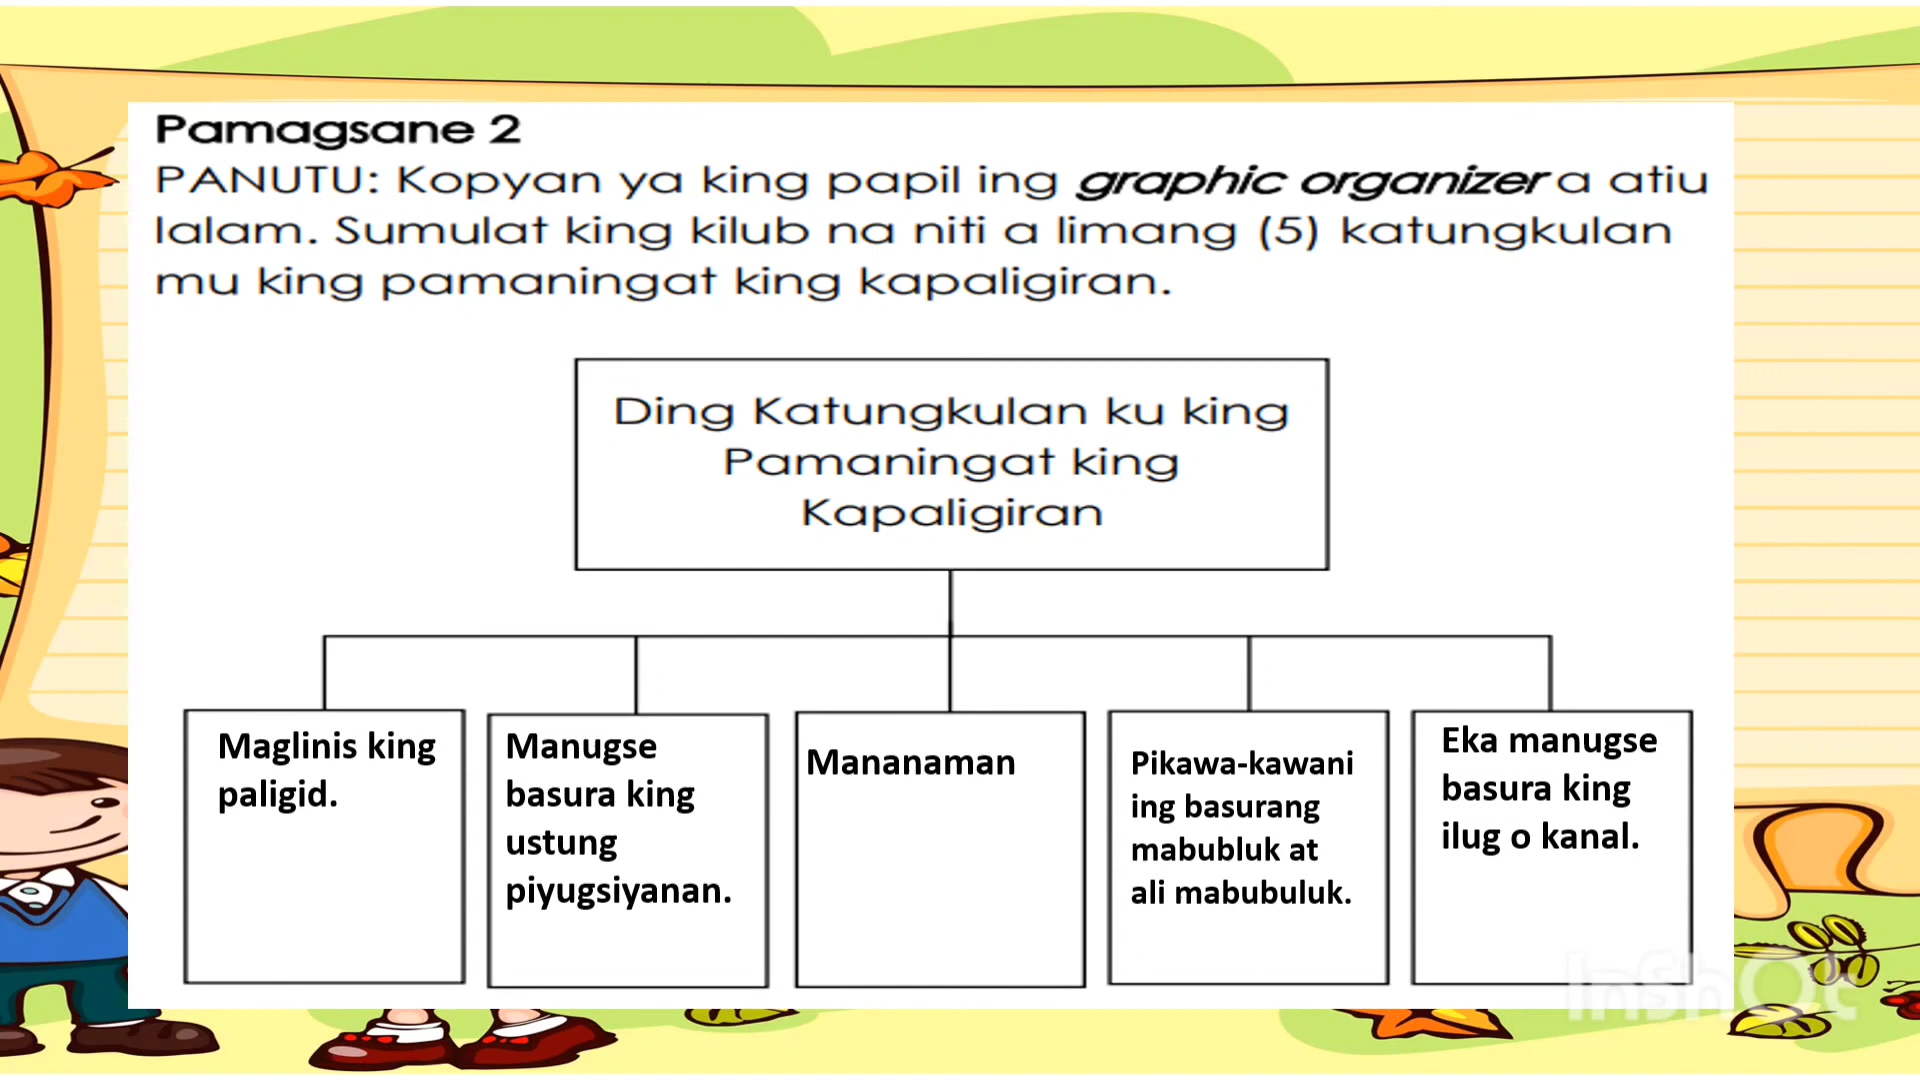 Pamagsane 2
PANUTU: Kopyan ya king papil ing graphic organizer a atiu
lalam. Sumulat king kilub na niti a limang (5) katungkulan
mu king pamaningat king kapaligiran.
Ding Katungkulan ku king
Pamaningat king
Kapaligiran
Maglinis king
paligid.
Manugse
basura king
ustung
piyugsiyanan.
Mananaman
Pikawa-kawani
ing basurang
mabubluk at
ali mabubuluk.
Eka manugse
basura king
ilug o kanal.
InShOt